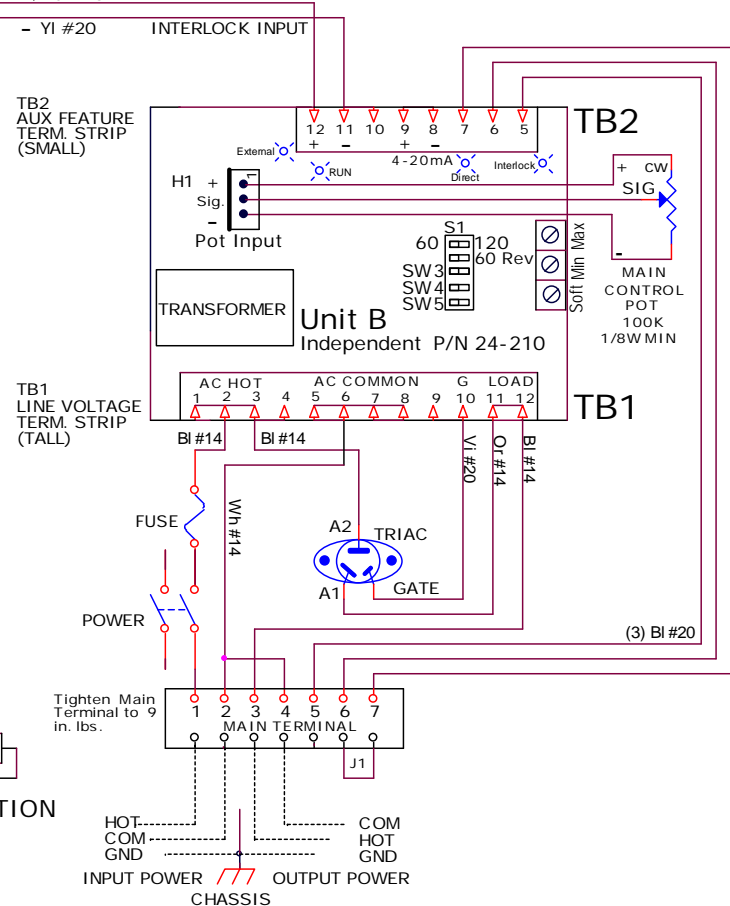 - YI #20 INTERLOCK INPUT
TB2
AUX FEATURE
TERM. STRIP
(SMALL)
12 11 10 9 8 7 6 5
+ - + -
4-20mA
TB2
External
RUN
Direct
Interlock
H1 + 1
Sig.
-
Pot Input
+ CW
SIG
-
MAIN
CONTROL
POT
100K
1/8W MIN
S1
60 120
60 Rev
SW3
SW4
SW5
Soft Min Max
TRANSFORMER
Unit B
Independent P/N 24-210
TB1
LINE VOLTAGE
TERM. STRIP
(TALL)
AC HOT AC COMMON G LOAD
1 2 3 4 5 6 7 8 9 10 11 12
TB1
Bl #14 Bl #14
Wh #14
Vi #20
Or #14
Bl #14
FUSE
A2 TRIAC
A1 GATE
POWER
(3) Bl #20
Tighten Main
Terminal to 9
in. lbs.
1 2 3 4 5 6 7
MAIN TERMINAL
J1
TION
HOT COM
COM HOT
GND GND
INPUT POWER OUTPUT POWER
CHASSIS